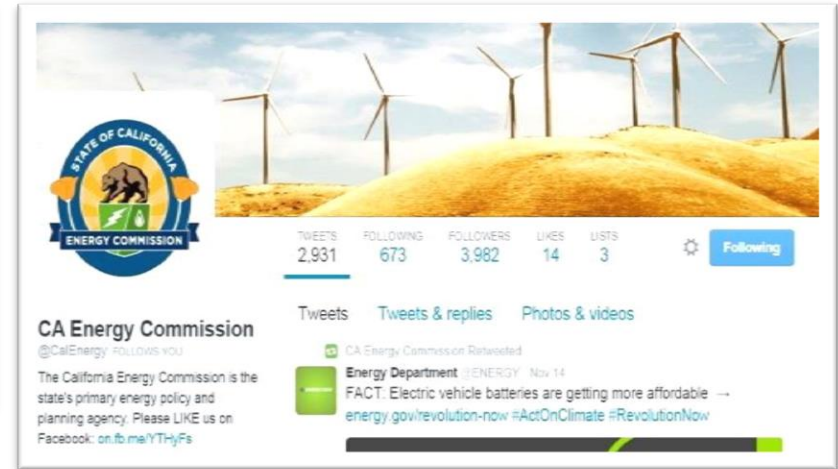 STATE OF CALIFORNIA
ENERGY COMMISSION
TWEETS FOLLOWING FOLLOWERS LIKES LISTS
2,931 673 3,982 14 3
Following
CA Energy Commission
@CalEnergy FOLLOWS YOU
The California Energy Commission is the
state's primary energy policy and
planning agency. Please LIKE us on
Facebook: on.fb.me/YTHyFs
Tweets Tweets & replies Photos & videos
CA Energy Commission Retweeted
Energy Department @ENERGY Nov 14
FACT: Electric vehicle batteries are getting more affordable →
energy.gov/revolution-now #ActOnClimate #RevolutionNow